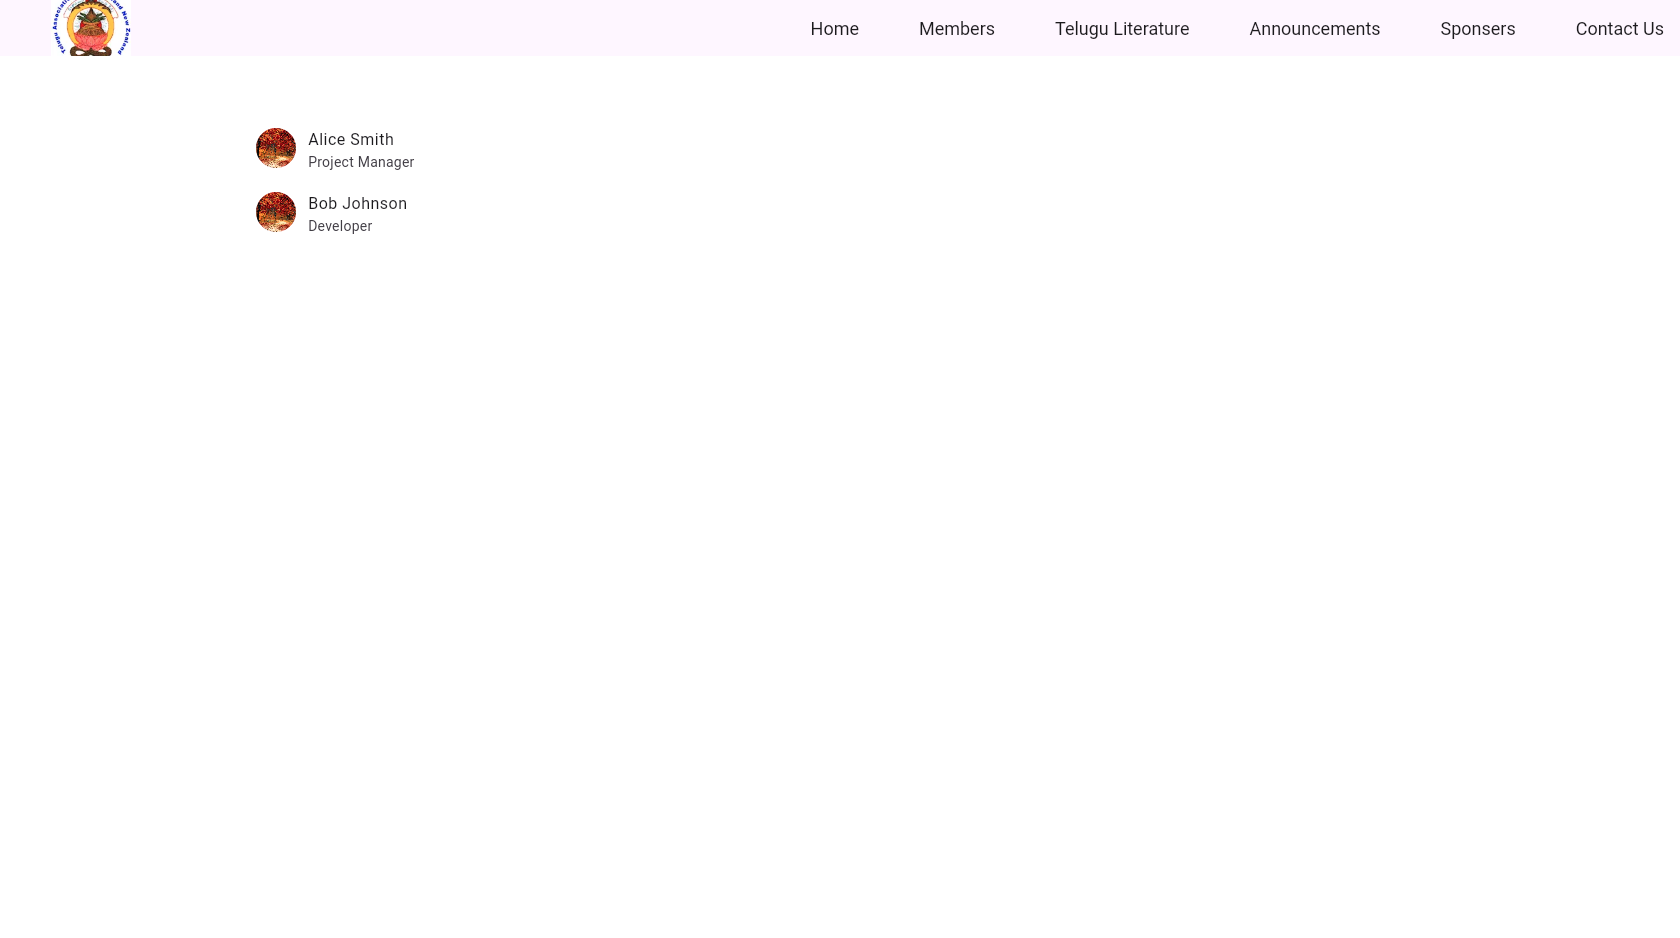 Home
Members
Telugu Literature
Announcements
Sponsers
Contact Us
Alice Smith
Project Manager
Bob Johnson
Developer